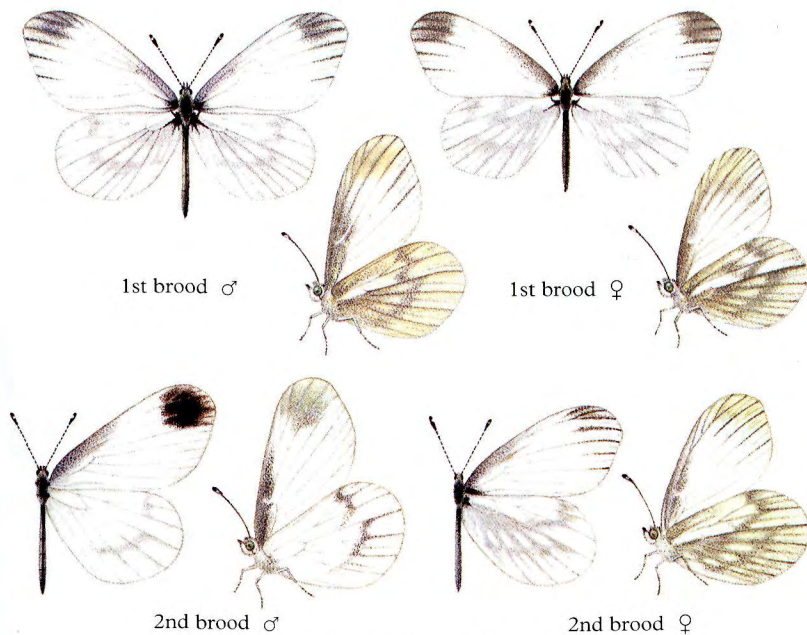 1st brood ♂
1st brood ♀
2nd brood ♂
2nd brood ♀